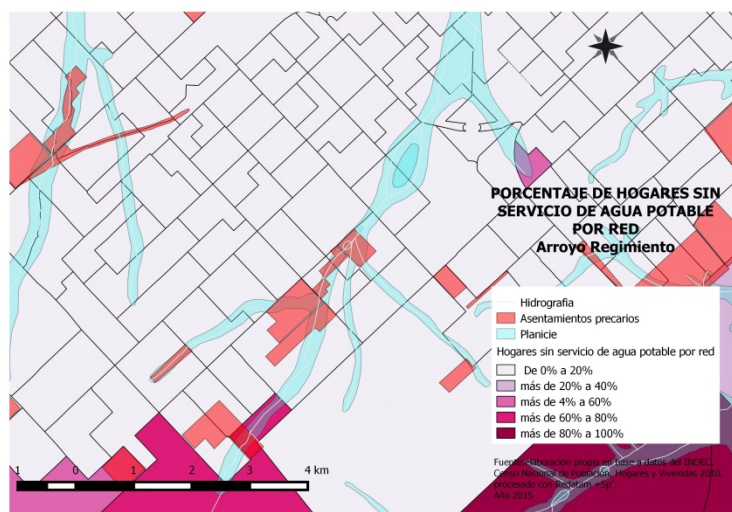 PORCENTAJE DE HOGARES SIN
SERVICIO DE AGUA POTABLE
POR RED
Arroyo Regimiento
Hidrografia
Asentamientos precarios
Planicie
Hogares sin servicio de agua potable por red
De 0% a 20%
más de 20% a 40%
más de 4% a 60%
más de 60% a 80%
más de 80% a 100%
Fuente:elaboración propia en base a datos del INDEC.
Censo Nacional de Población, Hogares y Viviendas 2010,
procesado con Redatam +Sp".
Año 2015
1 0 1 2 3 4 km